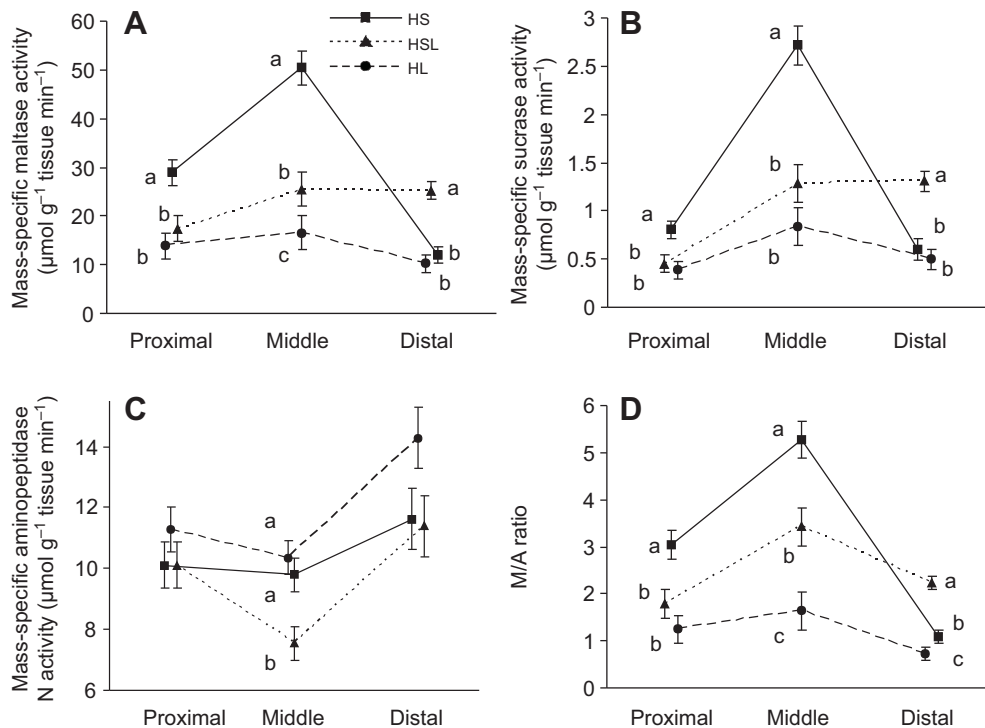 A
HS
HSL
HL
Mass-specific maltase activity
(µmol g⁻¹ tissue min⁻¹)
60
50
40
30
20
10
0
a
a
b
b
a
b
c
b
b
Proximal
Middle
Distal
B
Mass-specific sucrase activity
(µmol g⁻¹ tissue min⁻¹)
3
2.5
2
1.5
1
0.5
0
a
a
b
b
b
b
a
b
b
Proximal
Middle
Distal
C
Mass-specific aminopeptidase
N activity (µmol g⁻¹ tissue min⁻¹)
14
12
10
8
6
a
a
b
Proximal
Middle
Distal
D
M/A ratio
6
5
4
3
2
1
0
a
a
b
b
b
c
a
b
c
Proximal
Middle
Distal